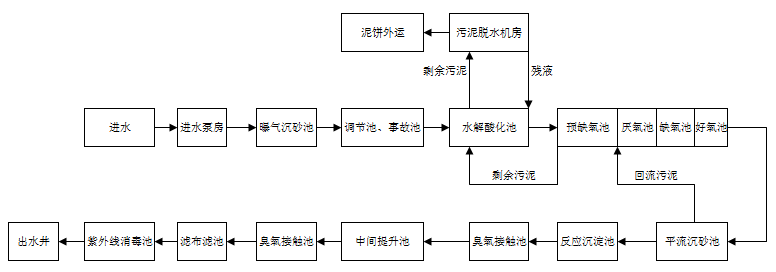 泥饼外运
污泥脱水机房
剩余污泥
残液
进水
进水泵房
曝气沉砂池
调节池、事故池
水解酸化池
预缺氧池
厌氧池
缺氧池
好氧池
剩余污泥
回流污泥
出水井
紫外线消毒池
滤布滤池
臭氧接触池
中间提升池
臭氧接触池
反应沉淀池
平流沉砂池